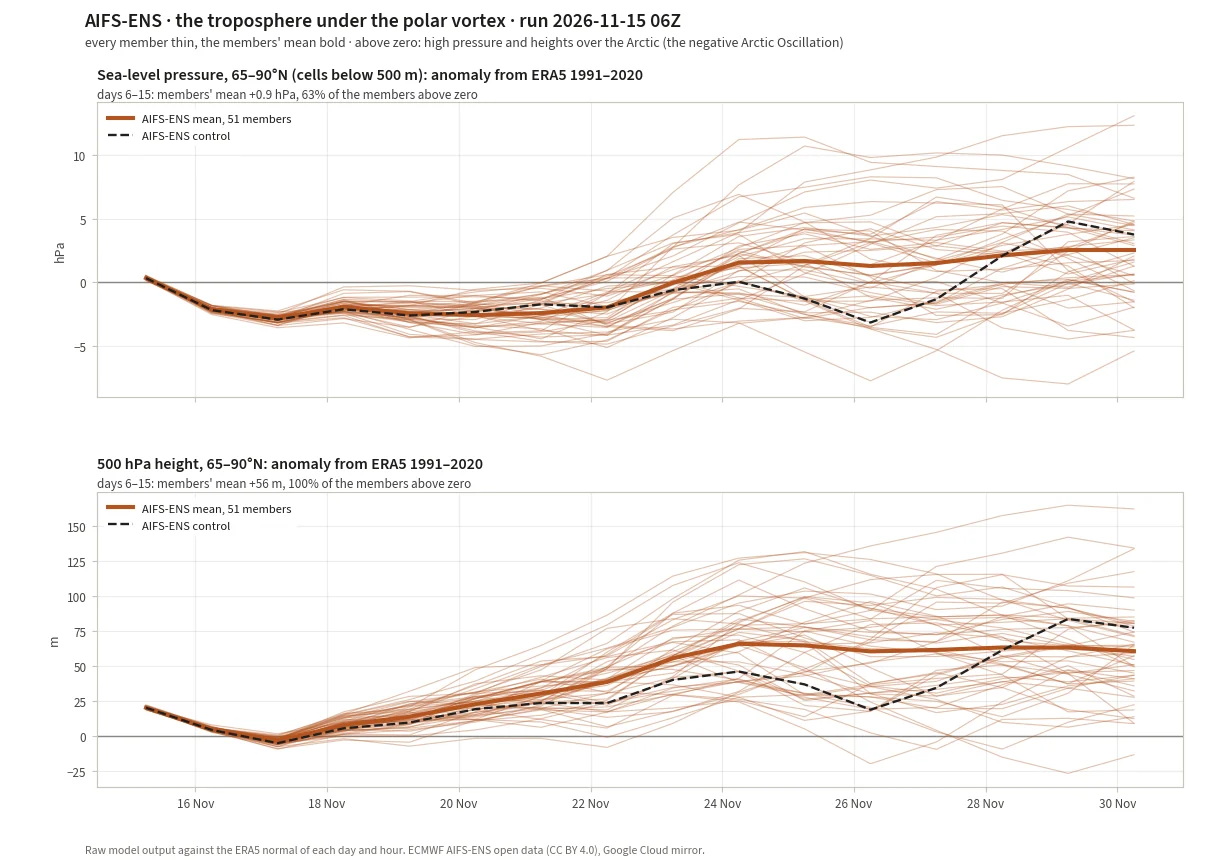 AIFS-ENS · the troposphere under the polar vortex · run 2026-11-15 06Z
every member thin, the members' mean bold · above zero: high pressure and heights over the Arctic (the negative Arctic Oscillation)
Sea-level pressure, 65–90°N (cells below 500 m): anomaly from ERA5 1991–2020
days 6–15: members' mean +0.9 hPa, 63% of the members above zero
AIFS-ENS mean, 51 members
AIFS-ENS control
10
5
0
−5
hPa
500 hPa height, 65–90°N: anomaly from ERA5 1991–2020
days 6–15: members' mean +56 m, 100% of the members above zero
AIFS-ENS mean, 51 members
AIFS-ENS control
150
125
100
75
50
25
0
−25
m
16 Nov
18 Nov
20 Nov
22 Nov
24 Nov
26 Nov
28 Nov
30 Nov
Raw model output against the ERA5 normal of each day and hour. ECMWF AIFS-ENS open data (CC BY 4.0), Google Cloud mirror.